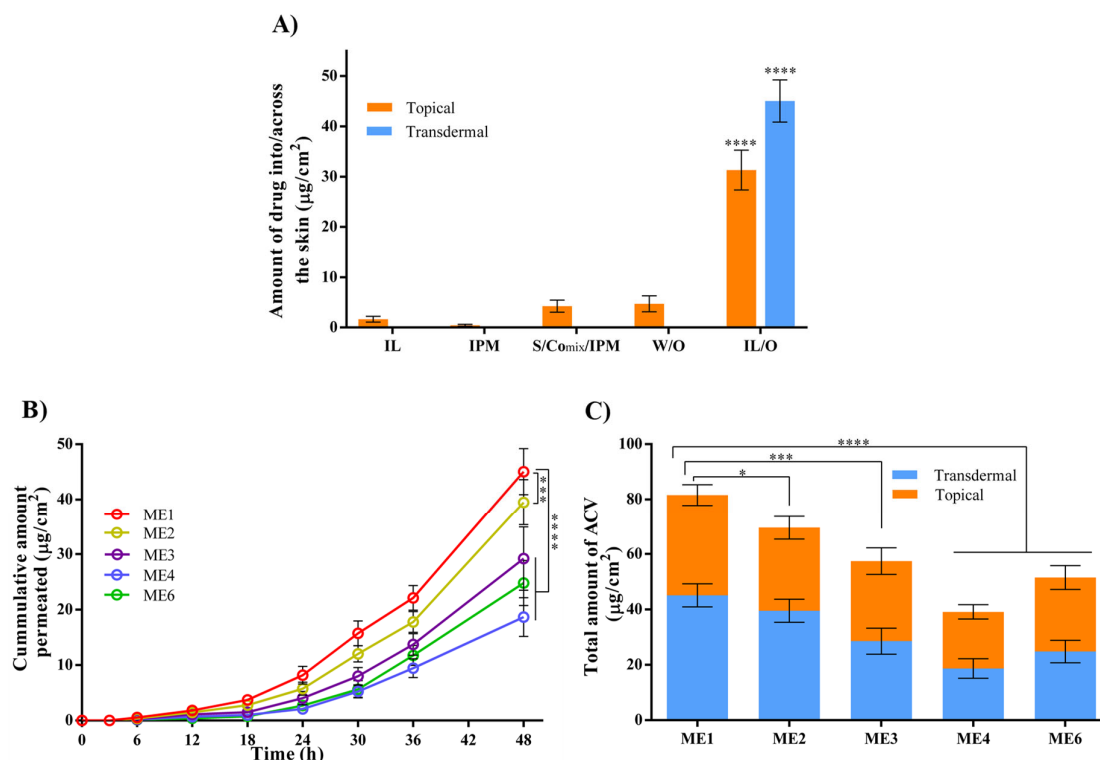 A)
Amount of drug into/across
the skin (μg/cm²)
50
40
30
20
10
0
Topical
Transdermal
****
****
IL
IPM
S/Comix/IPM
W/O
IL/O
B)
Cummulative amount
permeated (μg/cm²)
50
40
30
20
10
0
ME1
ME2
ME3
ME4
ME6
***
****
0
6
12
18
24
30
36
42
48
Time (h)
C)
Total amount of ACV
(μg/cm²)
100
80
60
40
20
0
****
***
*
Transdermal
Topical
ME1
ME2
ME3
ME4
ME6